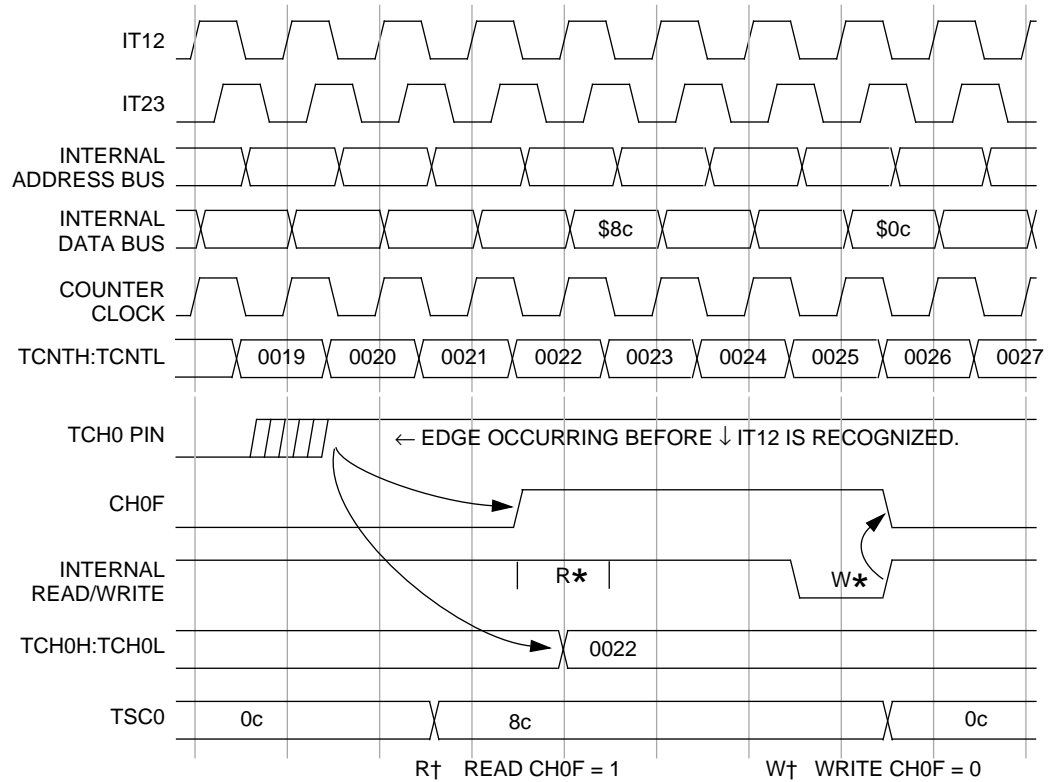 IT12
IT23
INTERNAL
ADDRESS BUS
INTERNAL
DATA BUS
$8c
$0c
COUNTER
CLOCK
TCNTH:TCNTL
0019 0020 0021 0022 0023 0024 0025 0026 0027
TCH0 PIN
← EDGE OCCURRING BEFORE ↓ IT12 IS RECOGNIZED.
CH0F
INTERNAL
READ/WRITE
R★
W★
TCH0H:TCH0L
0022
TSC0
0c 8c 0c
R† READ CH0F = 1 W† WRITE CH0F = 0